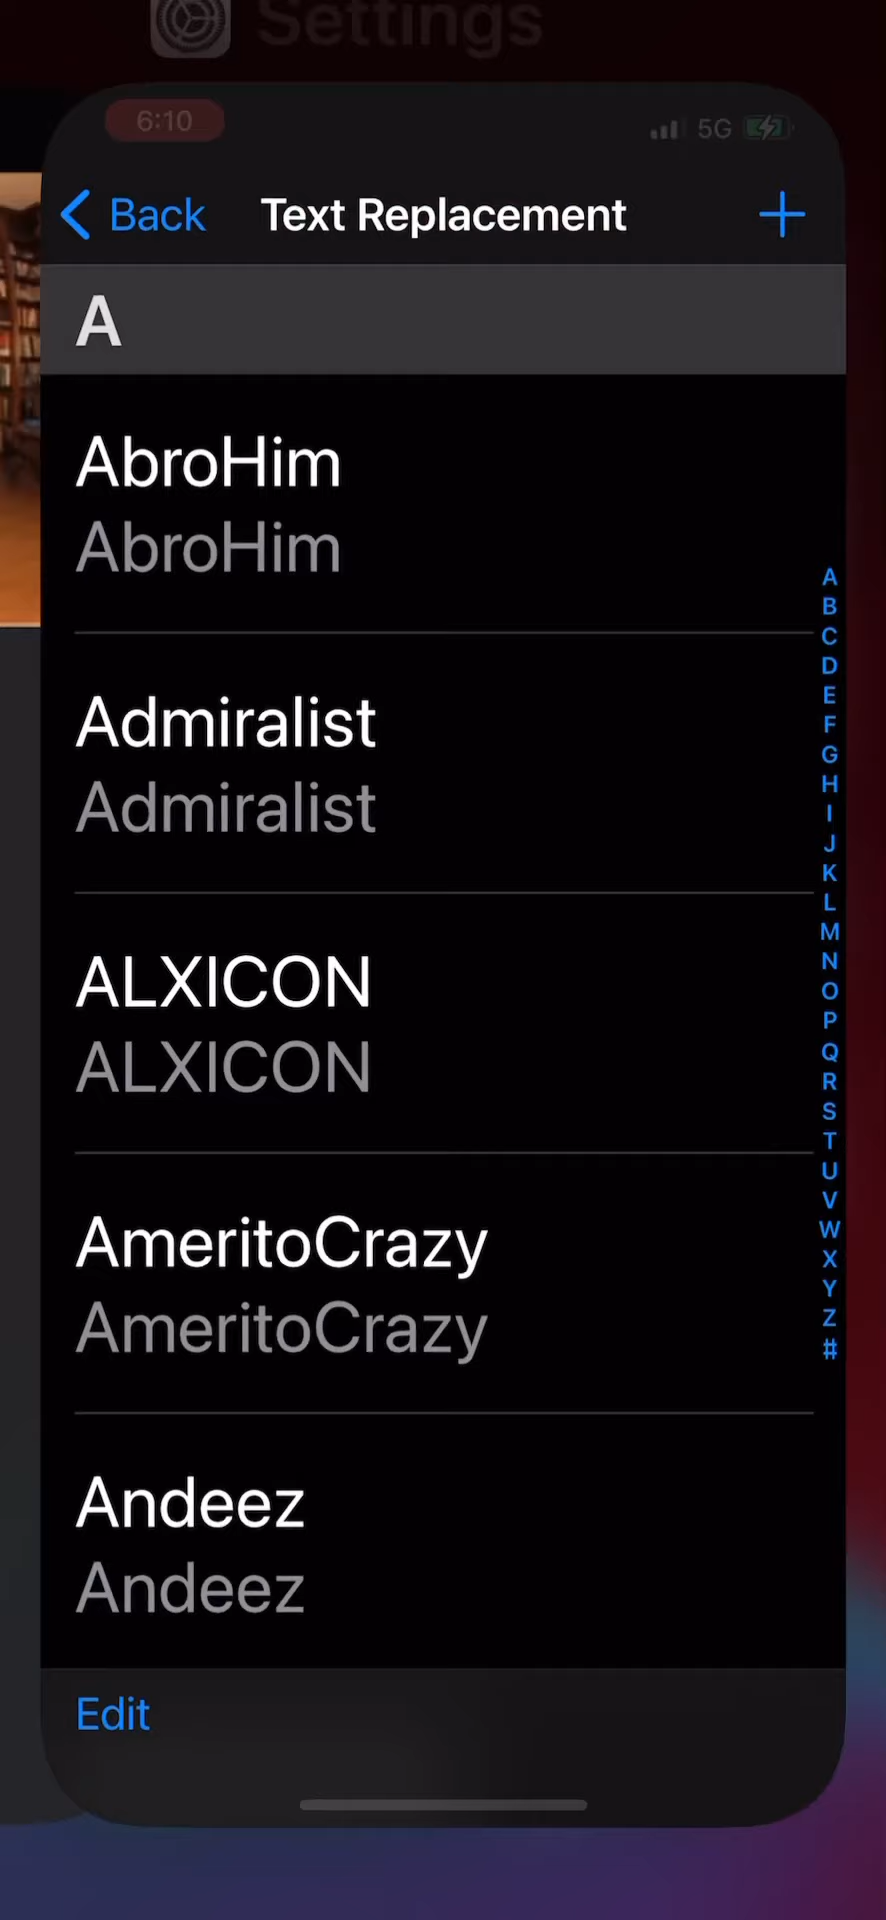 Settings
6:10
5G
Back
Text Replacement
+
A
AbroHim
AbroHim
Admiralist
Admiralist
ALXICON
ALXICON
AmeritoCrazy
AmeritoCrazy
Andeez
Andeez
A
B
C
D
E
F
G
H
I
J
K
L
M
N
O
P
Q
R
S
T
U
V
W
X
Y
Z
#
Edit